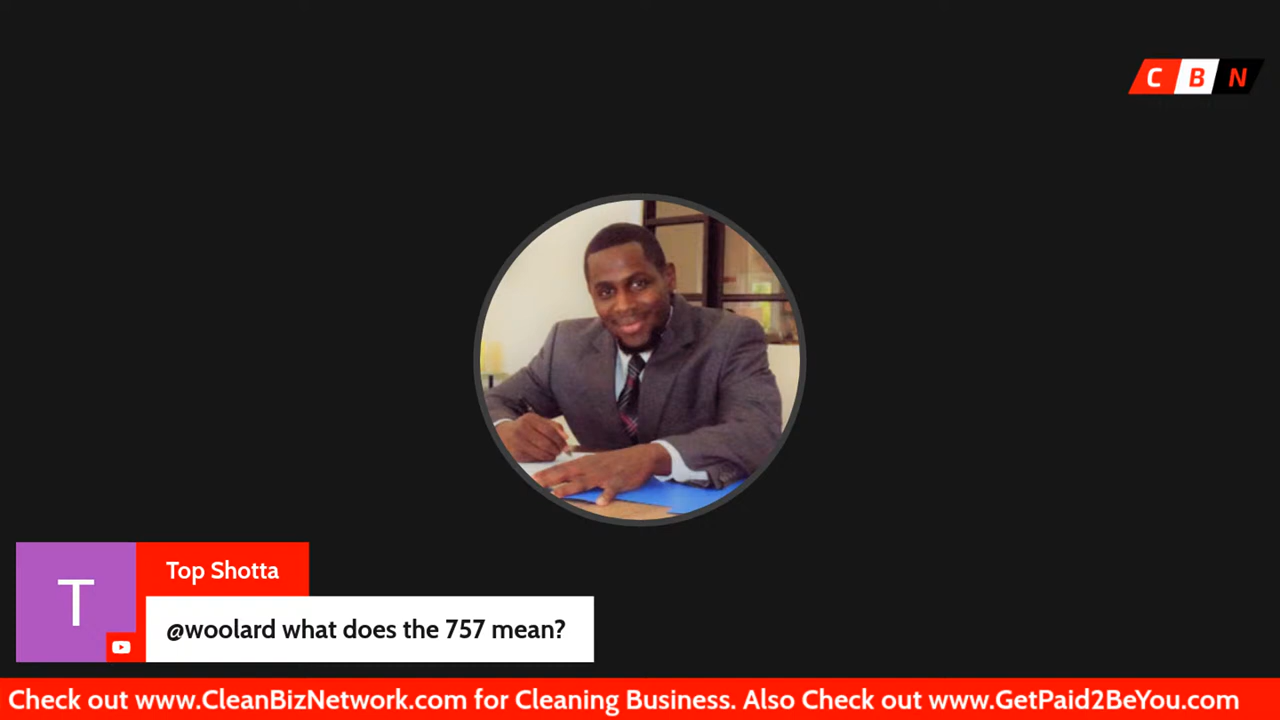 C B N
T
Top Shotta
@woolard what does the 757 mean?
Check out www.CleanBizNetwork.com for Cleaning Business. Also Check out www.GetPaid2BeYou.com